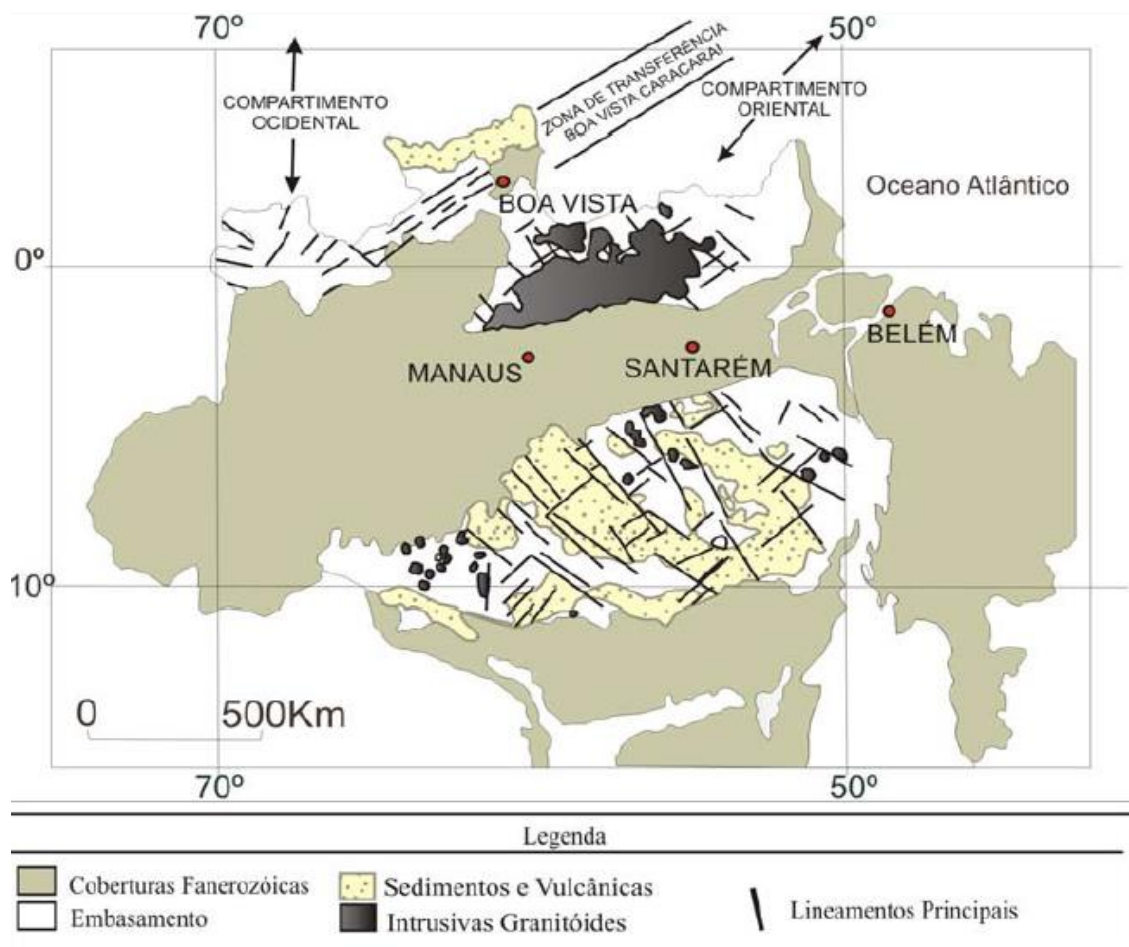 70º
50º
COMPARTIMENTO
OCIDENTAL
ZONA DE TRANSFERÊNCIA
BOA VISTA CARACARAI
COMPARTIMENTO
ORIENTAL
Oceano Atlântico
BOA VISTA
0º
BELÉM
MANAUS
SANTARÉM
10º
0
500Km
70º
50º
Legenda
Coberturas Fanerozóicas
Sedimentos e Vulcânicas
Lineamentos Principais
Embasamento
Intrusivas Granitóides